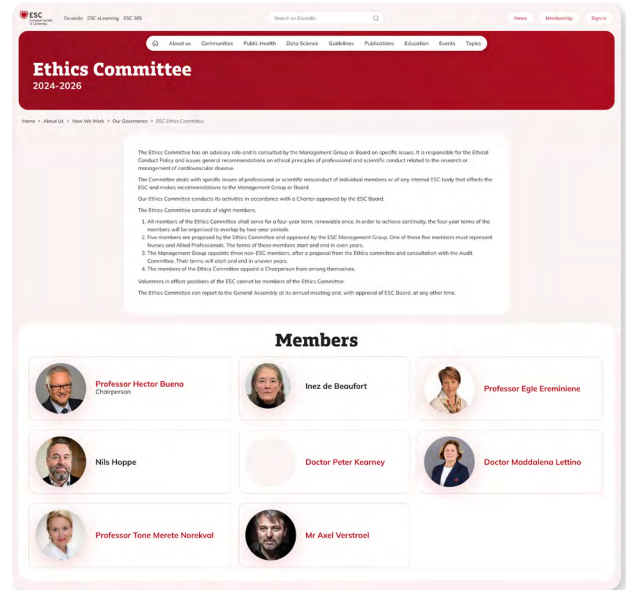 ESC
European Society of Cardiology
Escardio ESC eLearning ESC 365
Search on Escardio
News Membership Sign in
About us Communities Public Health Data Science Guidelines Publications Education Events Topics
Ethics Committee
2024-2026
Home > About Us > How We Work > Our Governance > ESC Ethics Committee
The Ethics Committee has an advisory role and is consulted by the Management Group or Board on specific issues. It is responsible for the Ethical
Conduct Policy and issues general recommendations on ethical principles of professional and scientific conduct related to the research or
management of cardiovascular disease.
The Committee deals with specific issues of professional or scientific misconduct of individual members or of any internal ESC body that affects the
ESC and makes recommendations to the Management Group or Board.
Our Ethics Committee conducts its activities in accordance with a Charter approved by the ESC Board.
The Ethics Committee consists of eight members.
1. All members of the Ethics Committee shall serve for a four-year term, renewable once. In order to achieve continuity, the four-year terms of the
members will be organised to overlap by two-year periods.
2. Five members are proposed by the Ethics Committee and approved by the ESC Management Group. One of these five members must represent
Nurses and Allied Professionals. The terms of these members start and end in even years.
3. The Management Group appoints three non-ESC members, after a proposal from the Ethics committee and consultation with the Audit
Committee. Their terms will start and end in uneven years.
4. The members of the Ethics Committee appoint a Chairperson from among themselves.
Volunteers in officer positions of the ESC cannot be members of the Ethics Committee.
The Ethics Committee can report to the General Assembly at its annual meeting and, with approval of ESC Board, at any other time.
Members
Professor Hector Bueno
Chairperson
Inez de Beaufort
Professor Egle Ereminiene
Nils Hoppe
Doctor Peter Kearney
Doctor Maddalena Lettino
Professor Tone Merete Norekval
Mr Axel Verstrael